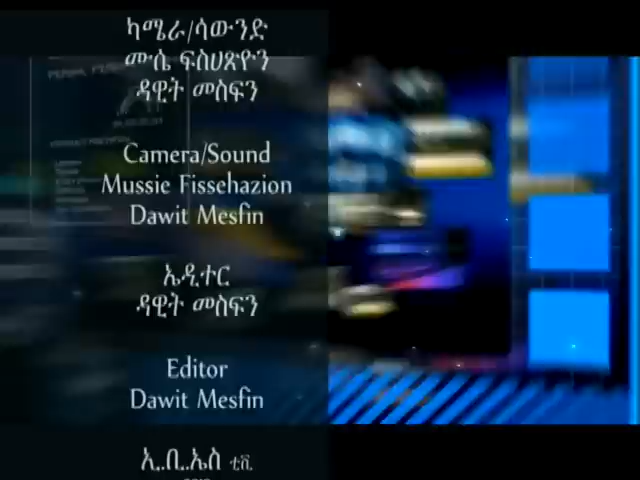 ካሜራ/ሳውንድ
ሙሴ ፍስሀጽዮን
ዳዊት መስፍን
Camera/Sound
Mussie Fissehazion
Dawit Mesfin
ኤዲተር
ዳዊት መስፍን
Editor
Dawit Mesfin
ኢ.ቢ.ኤስ ቲቪ